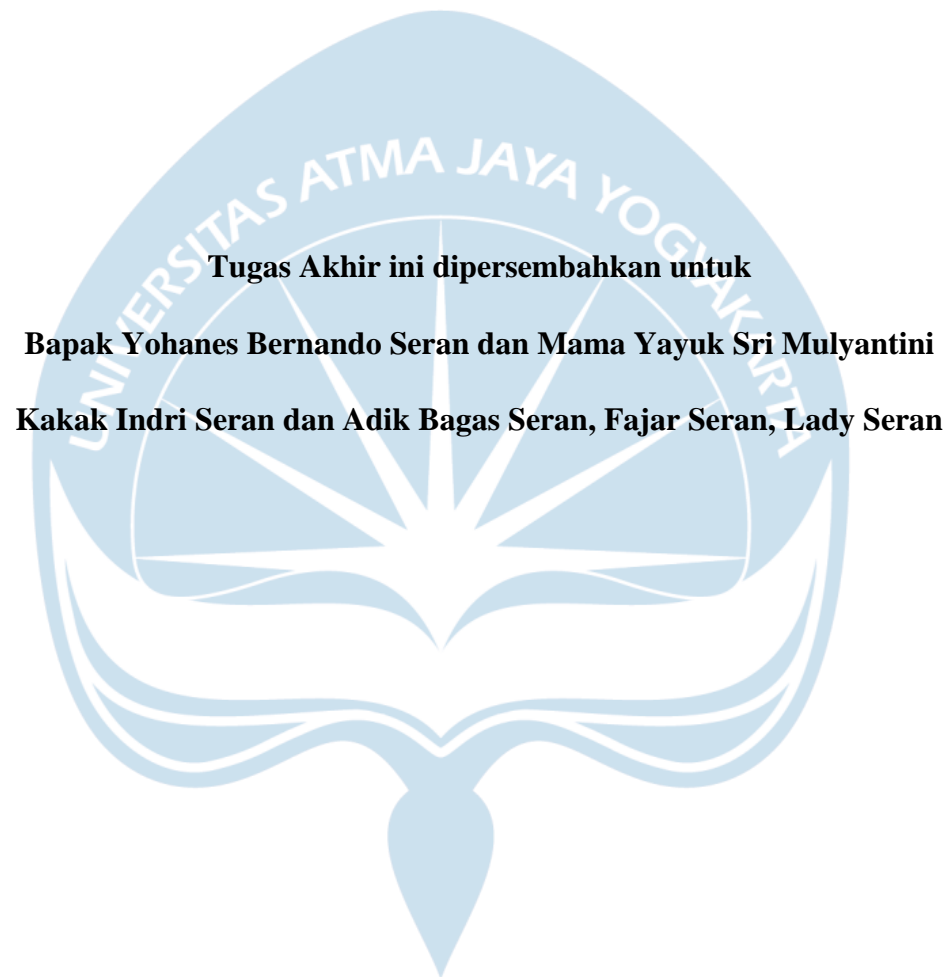 UNIVERSITAS ATMA JAYA YOGYAKARTA
Tugas Akhir ini dipersembahkan untuk
Bapak Yohanes Bernando Seran dan Mama Yayuk Sri Mulyantini
Kakak Indri Seran dan Adik Bagas Seran, Fajar Seran, Lady Seran